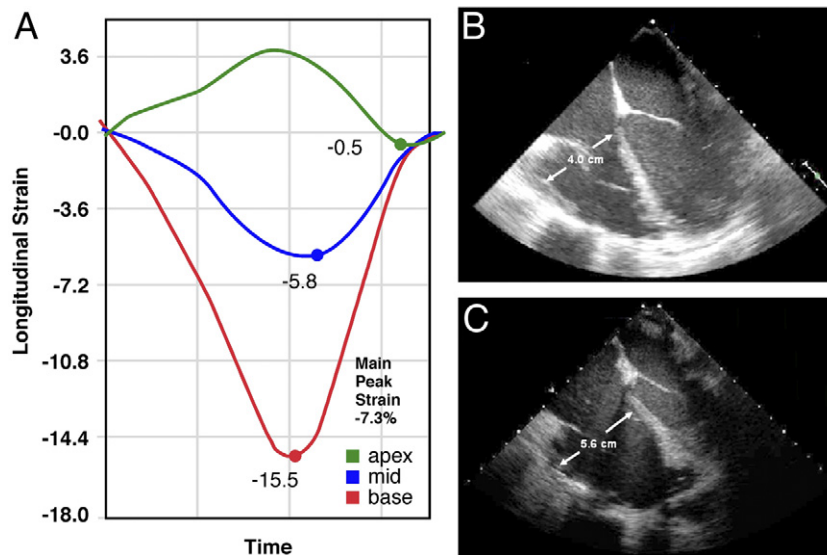 A
Longitudinal Strain
3.6
-0.0
-3.6
-7.2
-10.8
-14.4
-18.0
-0.5
-5.8
-15.5
Main
Peak
Strain
-7.3%
apex
mid
base
Time
B
4.0 cm
C
5.6 cm